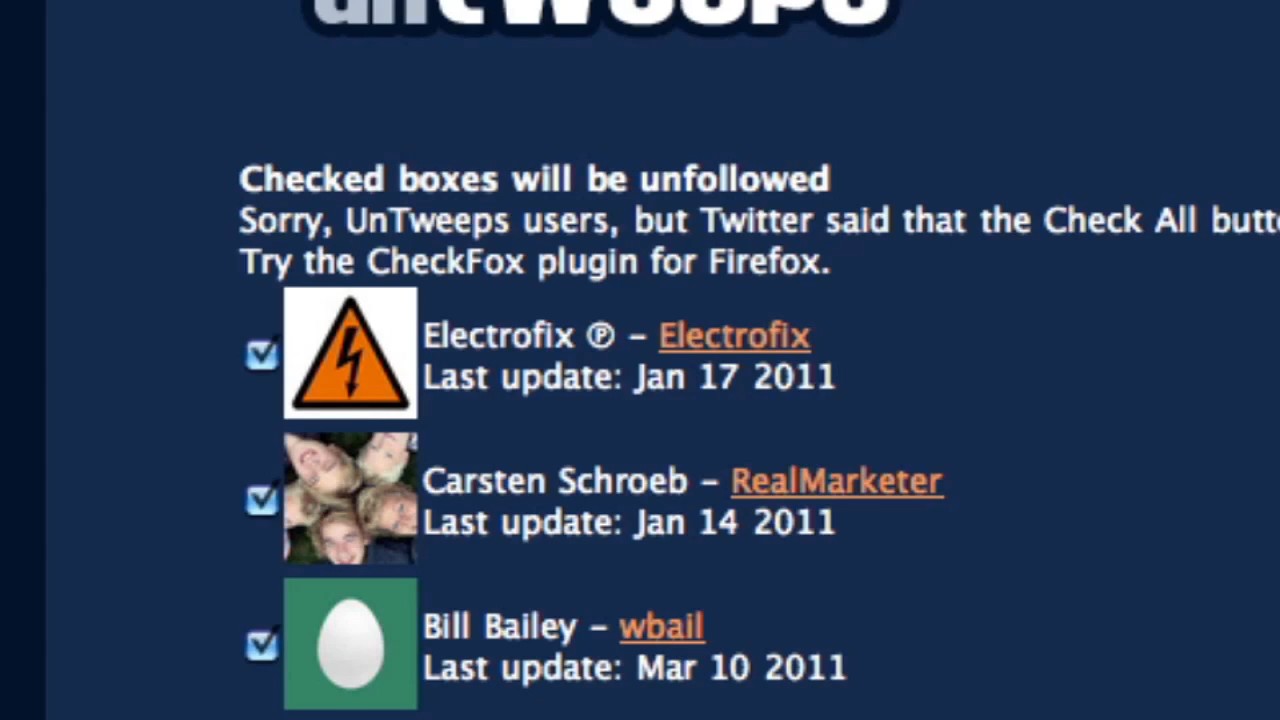 untweeps
Checked boxes will be unfollowed
Sorry, UnTweeps users, but Twitter said that the Check All
Try the CheckFox plugin for Firefox.
Electrofix ℗ – Electrofix
Last update: Jan 17 2011
Carsten Schroeb – RealMarketer
Last update: Jan 14 2011
Bill Bailey – wbail
Last update: Mar 10 2011